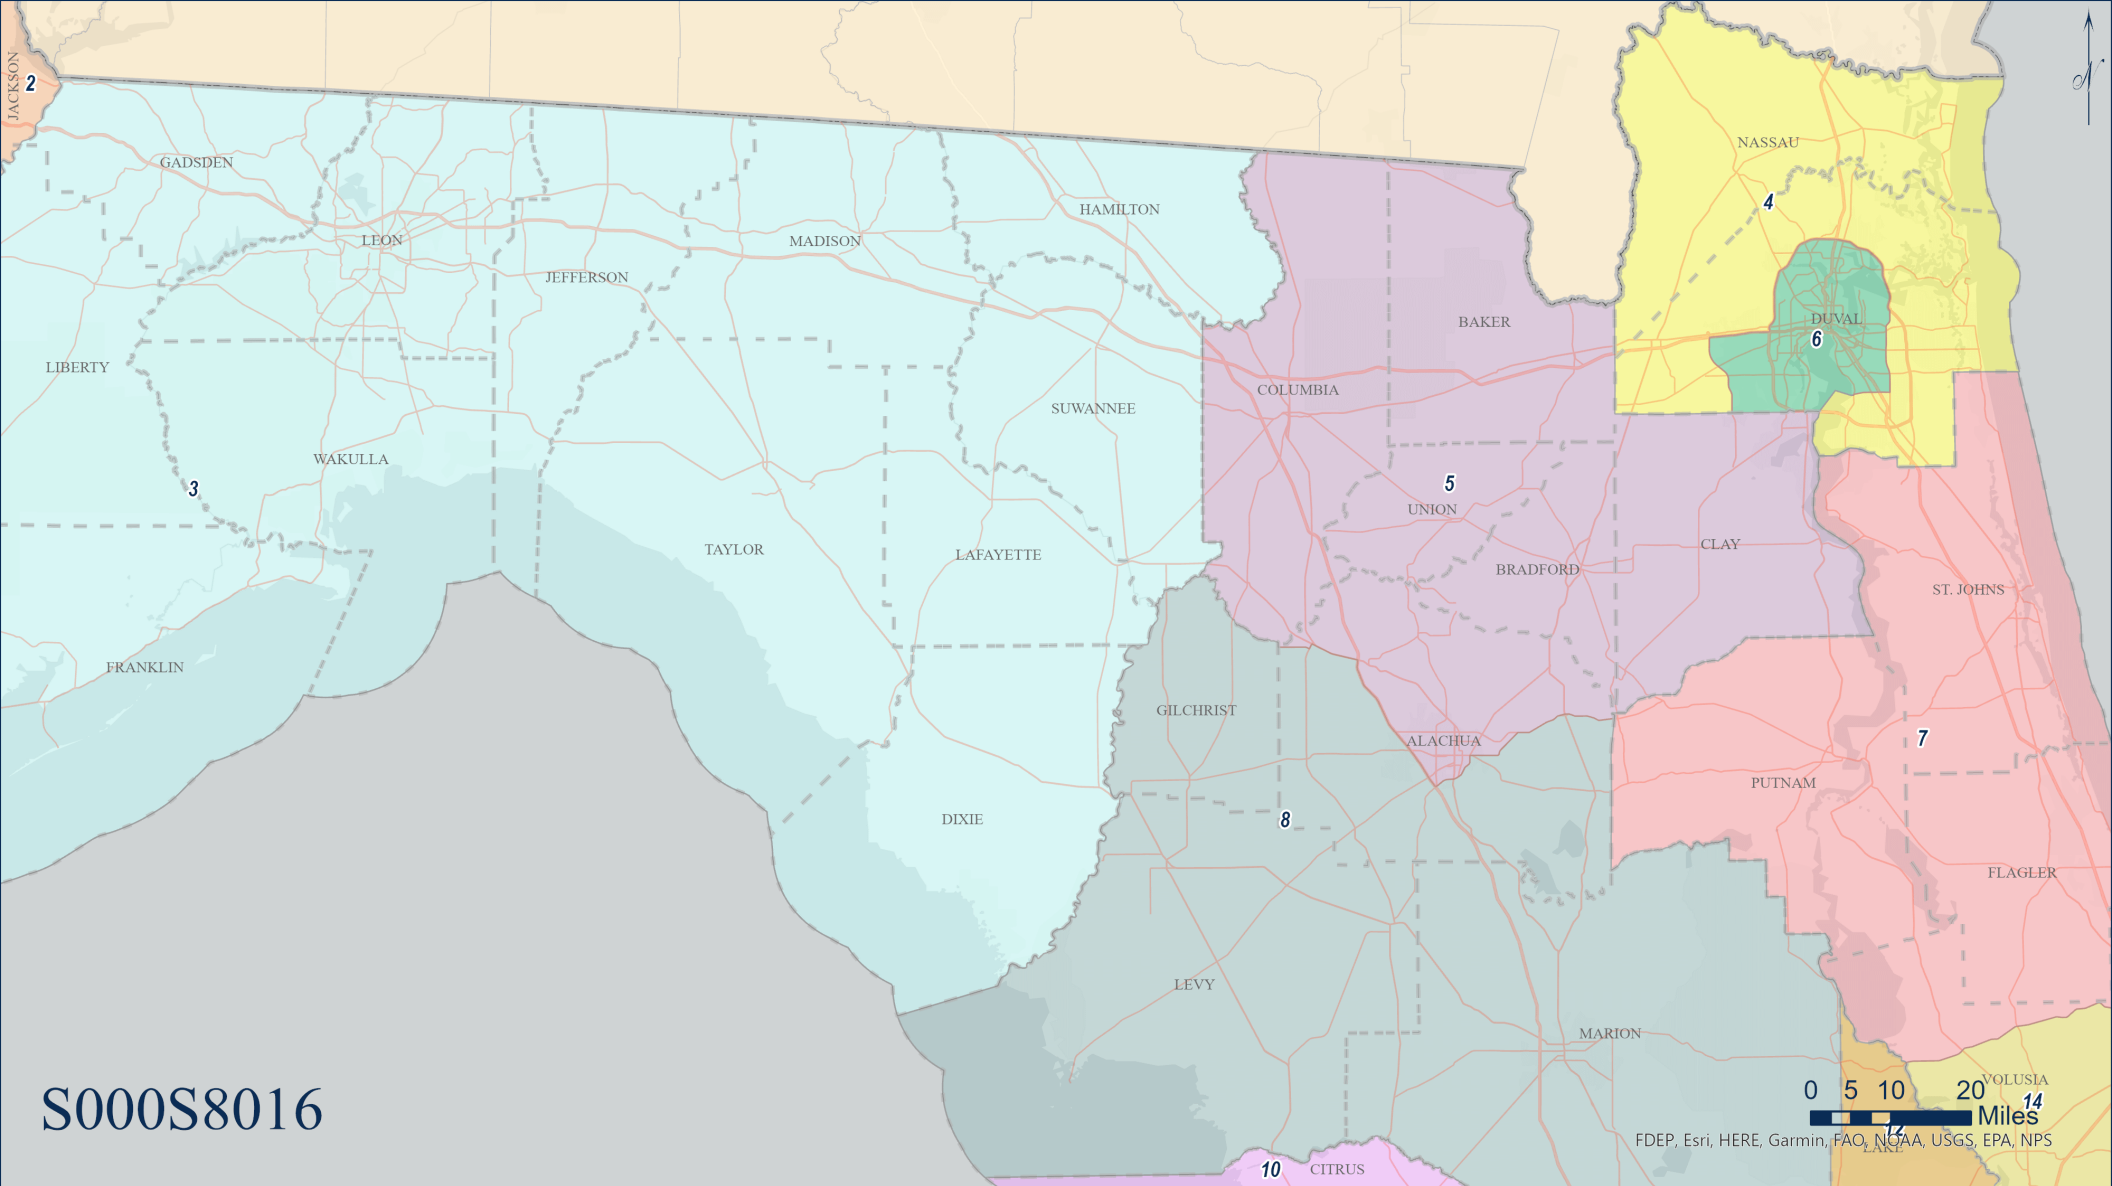 JACKSON
2
N
NASSAU
4
GADSDEN
HAMILTON
LEON
MADISON
JEFFERSON
BAKER
DUVAL
6
LIBERTY
COLUMBIA
SUWANNEE
WAKULLA
3
5
UNION
TAYLOR
LAFAYETTE
CLAY
BRADFORD
ST. JOHNS
FRANKLIN
GILCHRIST
ALACHUA
7
PUTNAM
DIXIE
8
FLAGLER
LEVY
MARION
S000S8016
0 5 10 20
Miles
VOLUSIA
14
12
FDEP, Esri, HERE, Garmin, FAO, NOAA, USGS, EPA, NPS
LAKE
10 CITRUS